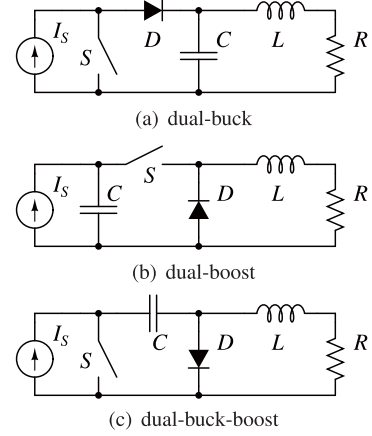 I_S S D C L R
(a) dual-buck
I_S C S D L R
(b) dual-boost
I_S S C D L R
(c) dual-buck-boost